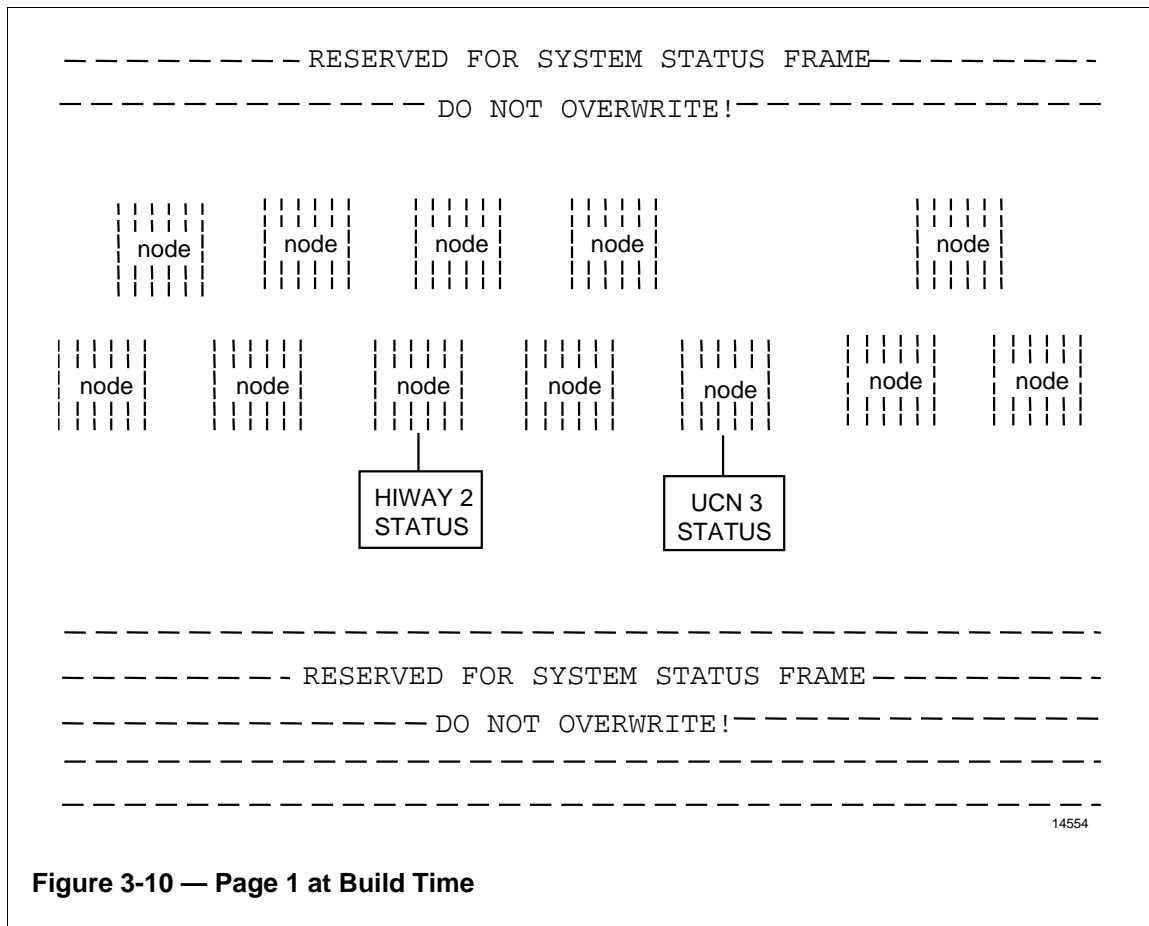 RESERVED FOR SYSTEM STATUS FRAME
DO NOT OVERWRITE!
node node node node node
node node node node node node node
HIWAY 2
STATUS
UCN 3
STATUS
RESERVED FOR SYSTEM STATUS FRAME
DO NOT OVERWRITE!
14554
Figure 3-10 — Page 1 at Build Time